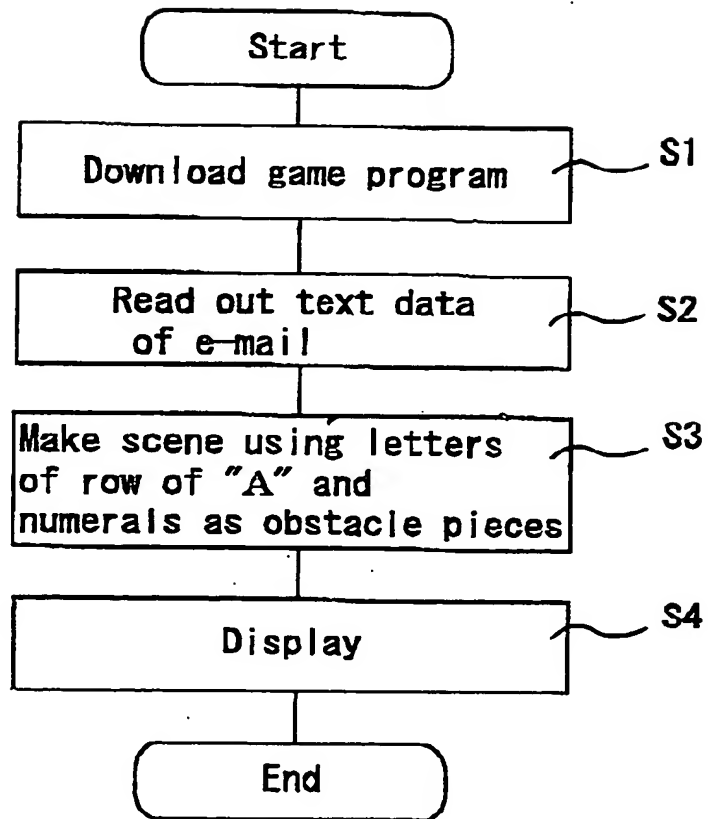 Start
Download game program
S1
Read out text data
of e-mail
S2
Make scene using letters
of row of "A" and
numerals as obstacle pieces
S3
Display
S4
End